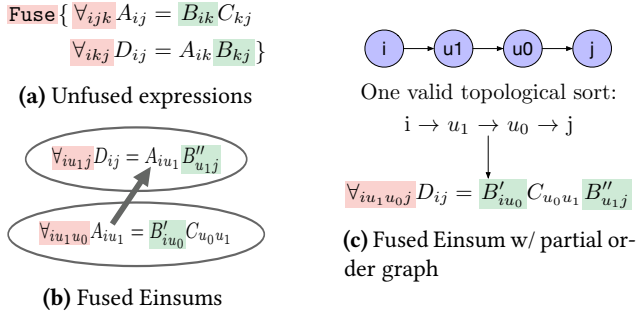 Fuse{ ∀ijk Aij = Bik Ckj
∀ikj Dij = Aik Bkj}
(a) Unfused expressions
∀iu1j Dij = Aiu1 B''u1j
∀iu1u0 Aiu1 = B'iu0 Cu0u1
(b) Fused Einsums
i u1 u0 j
One valid topological sort:
i → u1 → u0 → j
∀iu1u0j Dij = B'iu0 Cu0u1 B''u1j
(c) Fused Einsum w/ partial or-
der graph